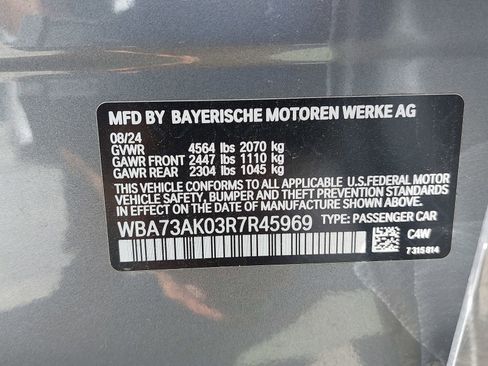 MFD BY BAYERISCHE MOTOREN WERKE AG
08/24
GVWR 4564 lbs 2070 kg
GAWR FRONT 2447 lbs 1110 kg
GAWR REAR 2304 lbs 1045 kg
THIS VEHICLE CONFORMS TO ALL APPLICABLE U.S.FEDERAL MOTOR
VEHICLE SAFETY, BUMPER AND THEFT PREVENTION STANDARDS
IN EFFECT ON THE DATE OF MANUFACTURE SHOWN ABOVE.
WBA73AK03R7R45969 TYPE: PASSENGER CAR
C4W
7315814